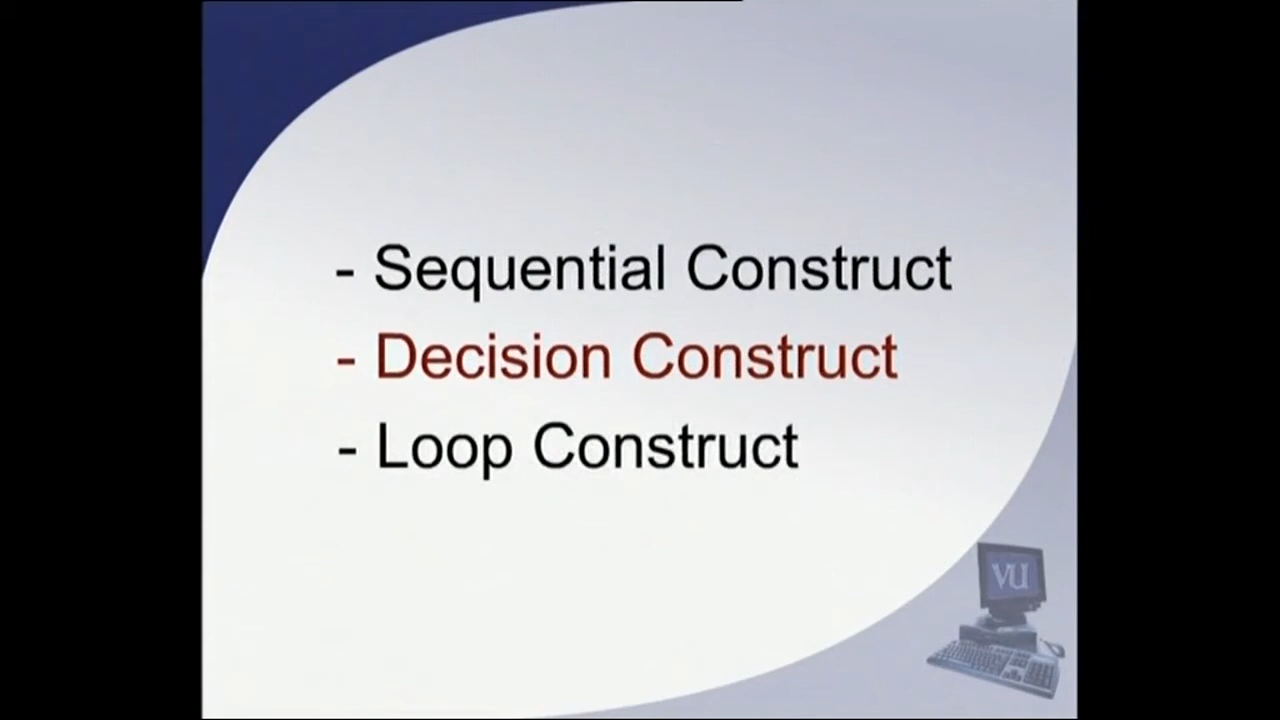 - Sequential Construct
- Decision Construct
- Loop Construct
VU